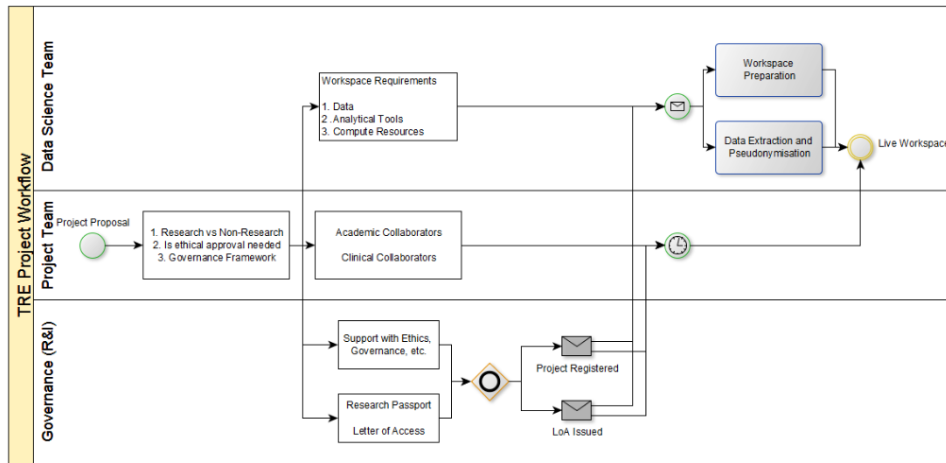 TRE Project Workflow
Data Science Team
Workspace Requirements
1. Data
2 . Analytical Tools
3. Compute Resources
Workspace
Preparation
Data Extraction and
Pseudonymisation
Live Workspace
Project Team
Project Proposal
1. Research vs Non-Research
2. Is ethical approval needed
3. Governance Framework
Academic Collaborators
Clinical Collaborators
Governance (R&I)
Support with Ethics,
Governance, etc.
Research Passport
Letter of Access
Project Registered
LoA Issued